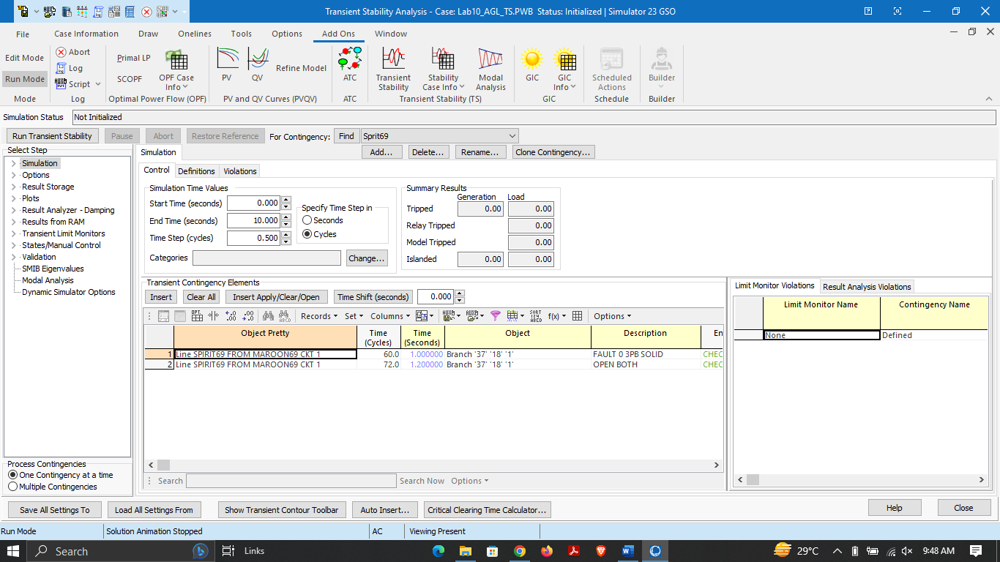 Transient Stability Analysis - Case: Lab10_AGL_TS.PWB Status: Initialized | Simulator 23 GSO
File Case Information Draw Onelines Tools Options Add Ons Window
Edit Mode
Run Mode
Mode
Abort
Log
Script
Log
Primal LP
SCOPF
OPF Case Info
Optimal Power Flow (OPF)
PV
QV
Refine Model
PV and QV Curves (PVQV)
ATC
ATC
Transient Stability
Stability Case Info
Modal Analysis
Transient Stability (TS)
GIC
GIC Info
GIC
Scheduled Actions
Schedule
Builder
Builder
Simulation Status Not Initialized
Run Transient Stability Pause Abort Restore Reference For Contingency: Find Sprit69
Add... Delete... Rename... Clone Contingency...
Select Step
Simulation
Options
Result Storage
Plots
Result Analyzer - Damping
Results from RAM
Transient Limit Monitors
States/Manual Control
Validation
SMIB Eigenvalues
Modal Analysis
Dynamic Simulator Options
Process Contingencies
One Contingency at a time
Multiple Contingencies
Simulation
Control Definitions Violations
Simulation Time Values
Start Time (seconds) 0.000
End Time (seconds) 10.000
Time Step (cycles) 0.500
Specify Time Step in
Seconds
Cycles
Categories Change...
Summary Results
Generation Load
Tripped 0.00 0.00
Relay Tripped 0.00
Model Tripped 0.00
Islanded 0.00 0.00
Transient Contingency Elements
Insert Clear All Insert Apply/Clear/Open Time Shift (seconds) 0.000
Records Set Columns AUXB AUXB SORT 124 ABED f(x) Options
Object Pretty Time (Cycles) Time (Seconds) Object Description En
1 Line SPIRIT69 FROM MAROON69 CKT 1 60.0 1.000000 Branch '37' '18' '1' FAULT 0 3PB SOLID CHEC
2 Line SPIRIT69 FROM MAROON69 CKT 1 72.0 1.200000 Branch '37' '18' '1' OPEN BOTH CHEC
Search Search Now Options
Limit Monitor Violations Result Analysis Violations
Limit Monitor Name Contingency Name
None Defined
Save All Settings To Load All Settings From Show Transient Contour Toolbar Auto Insert... Critical Clearing Time Calculator... Help Close
Run Mode Solution Animation Stopped AC Viewing Present
Search Links 29°C 9:48 AM